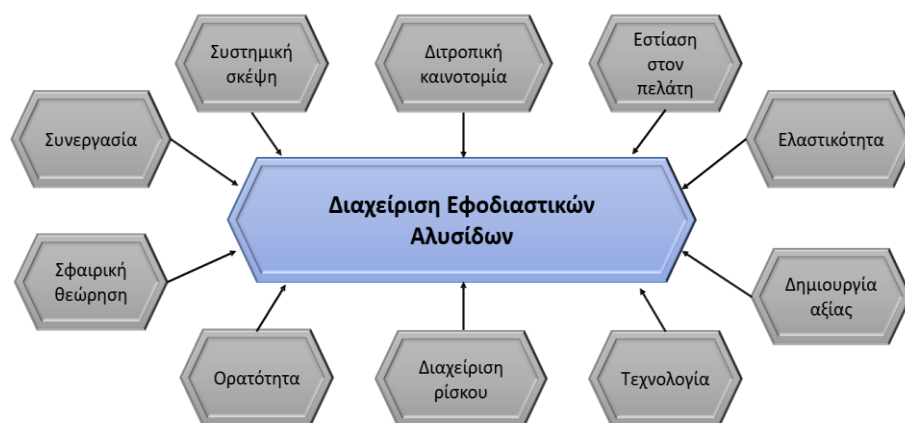 Συστημική
σκέψη
Διτροπική
καινοτομία
Εστίαση
στον
πελάτη
Συνεργασία
Ελαστικότητα
Διαχείριση Εφοδιαστικών
Αλυσίδων
Σφαιρική
θεώρηση
Δημιουργία
αξίας
Ορατότητα
Διαχείριση
ρίσκου
Τεχνολογία